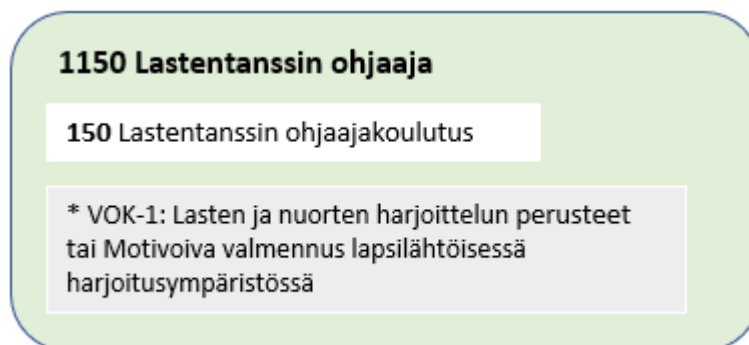 1150 Lastentanssin ohjaaja
150 Lastentanssin ohjaajakoulutus
* VOK-1: Lasten ja nuorten harjoittelun perusteet
tai Motivoiva valmennus lapsilähtöisessä
harjoitusympäristössä